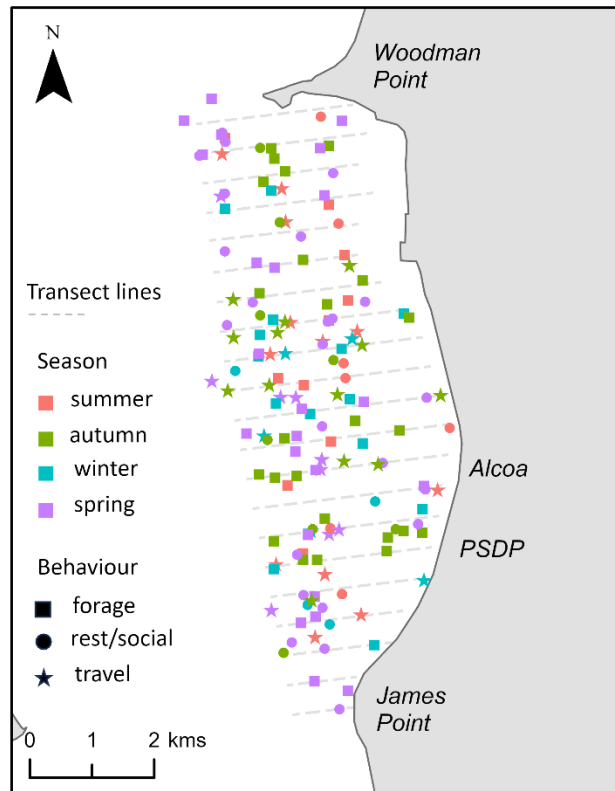 N
Woodman
Point
Transect lines
Season
summer
autumn
winter
spring
Alcoa
PSDP
Behaviour
forage
rest/social
travel
James
Point
0 1 2 kms